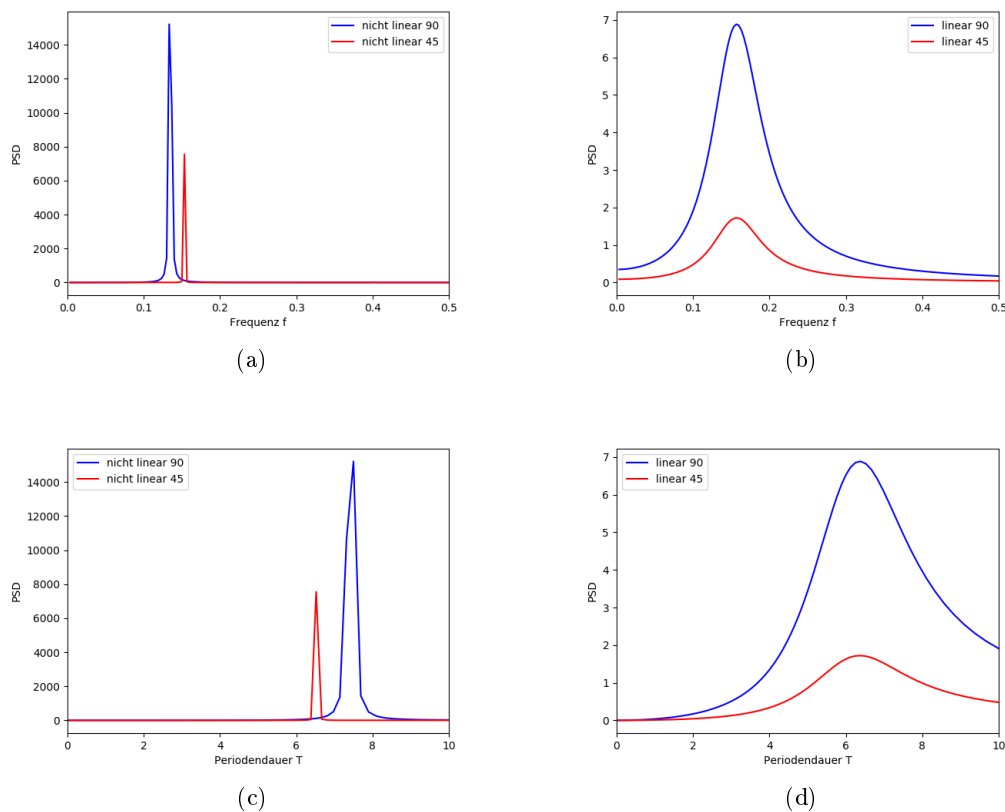 nicht linear 90
nicht linear 45
14000
12000
10000
8000
6000
4000
2000
0
PSD
0.0 0.1 0.2 0.3 0.4 0.5
Frequenz f
(a)
linear 90
linear 45
7
6
5
4
3
2
1
0
PSD
0.0 0.1 0.2 0.3 0.4 0.5
Frequenz f
(b)
nicht linear 90
nicht linear 45
14000
12000
10000
8000
6000
4000
2000
0
PSD
0 2 4 6 8 10
Periodendauer T
(c)
linear 90
linear 45
7
6
5
4
3
2
1
0
PSD
0 2 4 6 8 10
Periodendauer T
(d)